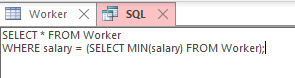 Worker SQL
SELECT * FROM Worker
WHERE salary = (SELECT MIN(salary) FROM Worker);